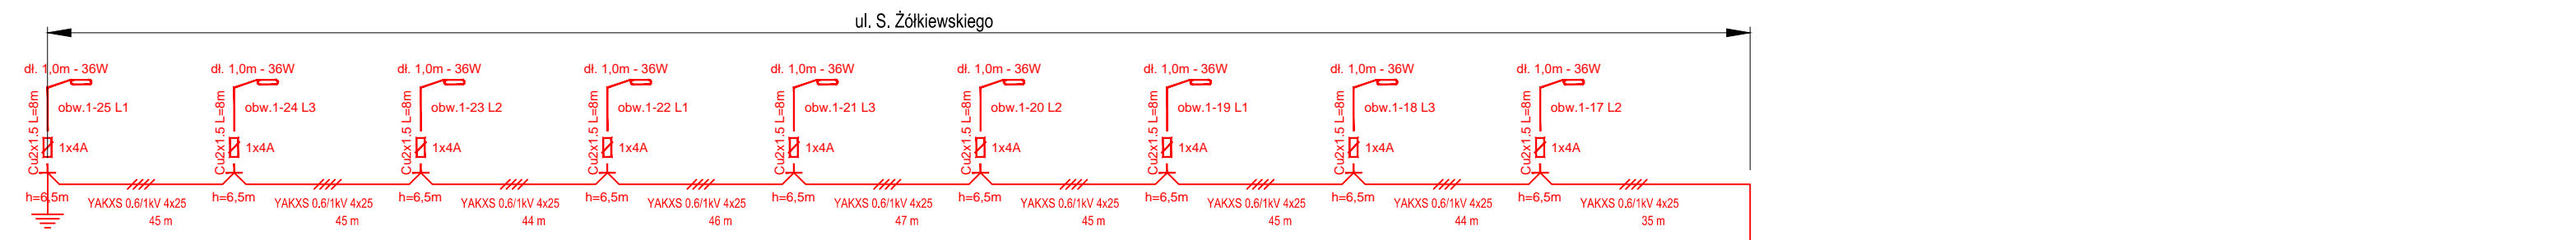 ul. S. Żółkiewskiego
dł. 1,0m - 36W dł. 1,0m - 36W dł. 1,0m - 36W dł. 1,0m - 36W dł. 1,0m - 36W dł. 1,0m - 36W dł. 1,0m - 36W dł. 1,0m - 36W dł. 1,0m - 36W
obw.1-25 L1 obw.1-24 L3 obw.1-23 L2 obw.1-22 L1 obw.1-21 L3 obw.1-20 L2 obw.1-19 L1 obw.1-18 L3 obw.1-17 L2
Cu2x1.5 L=8m Cu2x1.5 L=8m Cu2x1.5 L=8m Cu2x1.5 L=8m Cu2x1.5 L=8m Cu2x1.5 L=8m Cu2x1.5 L=8m Cu2x1.5 L=8m Cu2x1.5 L=8m
1x4A 1x4A 1x4A 1x4A 1x4A 1x4A 1x4A 1x4A 1x4A
h=6,5m h=6,5m h=6,5m h=6,5m h=6,5m h=6,5m h=6,5m h=6,5m h=6,5m
YAKXS 0.6/1kV 4x25 YAKXS 0.6/1kV 4x25 YAKXS 0.6/1kV 4x25 YAKXS 0.6/1kV 4x25 YAKXS 0.6/1kV 4x25 YAKXS 0.6/1kV 4x25 YAKXS 0.6/1kV 4x25 YAKXS 0.6/1kV 4x25 YAKXS 0.6/1kV 4x25
45 m 45 m 44 m 46 m 47 m 45 m 45 m 44 m 35 m